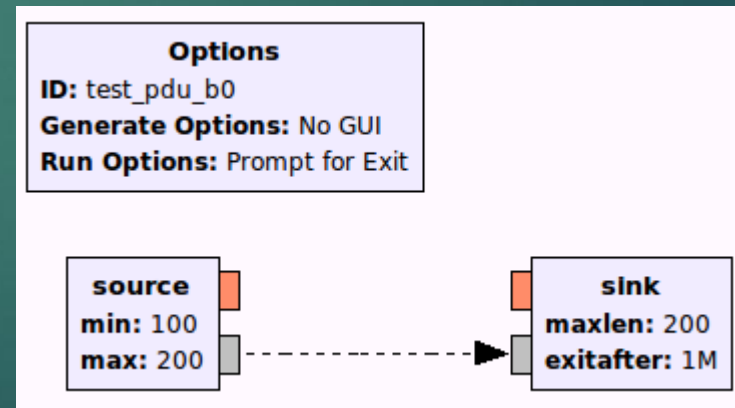 Options
ID: test_pdu_b0
Generate Options: No GUI
Run Options: Prompt for Exit
source
min: 100
max: 200
sink
maxlen: 200
exitafter: 1M